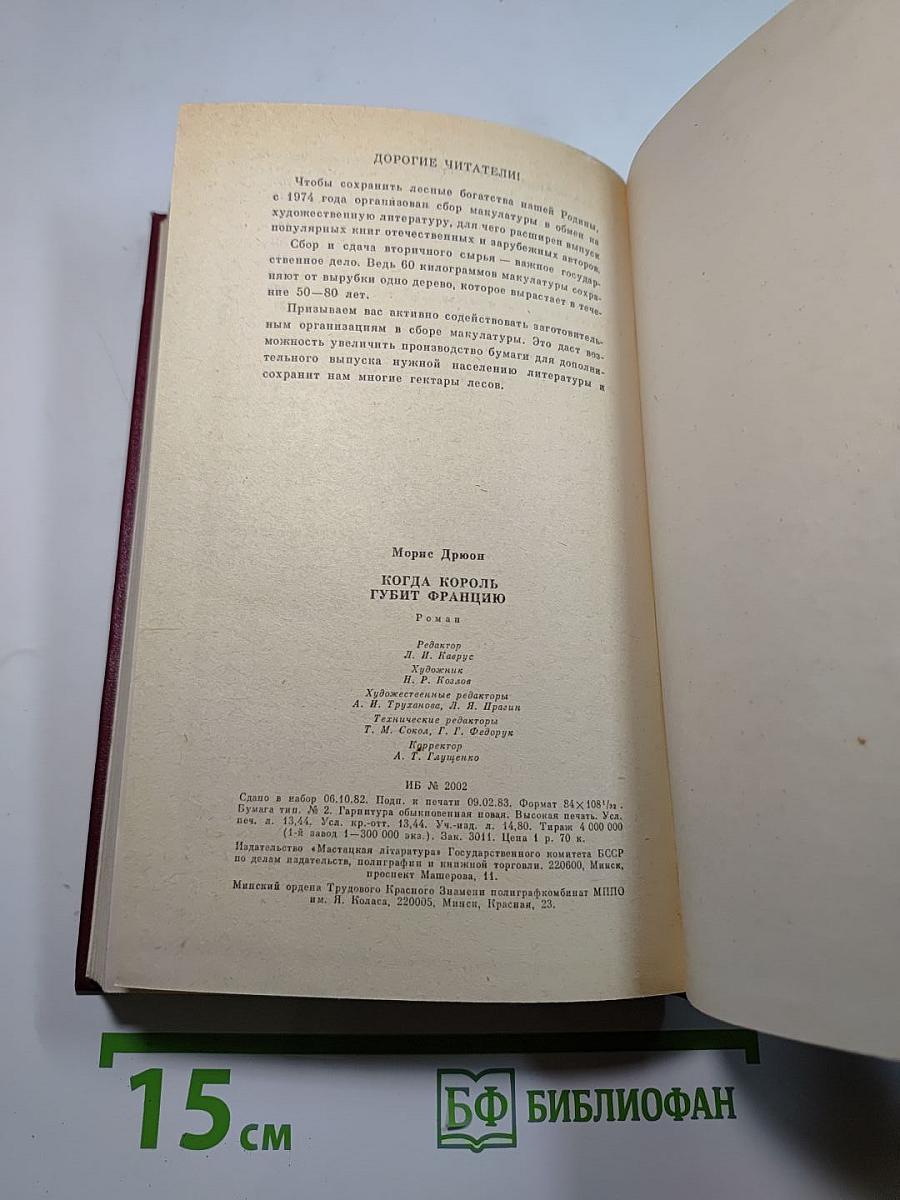 ДОРОГИЕ ЧИТАТЕЛИ!
Чтобы сохранить лесные богатства нашей Родины,
с 1974 года организован сбор макулатуры в обмен на
художественную литературу, для чего расширен выпуск
популярных книг отечественных и зарубежных авторов.
Сбор и сдача вторичного сырья — важное государ-
ственное дело. Ведь 60 килограммов макулатуры сохра-
няют от вырубки одно дерево, которое вырастает в тече-
ние 50—80 лет.
Призываем вас активно содействовать заготовитель-
ным организациям в сборе макулатуры. Это даст воз-
можность увеличить производство бумаги для дополни-
тельного выпуска нужной населению литературы и
сохранит нам многие гектары лесов.
Морис Дрюон
КОГДА КОРОЛЬ
ГУБИТ ФРАНЦИЮ
Роман
Редактор
Л. И. Каврус
Художник
Н. Р. Козлов
Художественные редакторы
А. И. Труханова, Л. Я. Прагин
Технические редакторы
Т. М. Сокол, Г. Г. Федорук
Корректор
А. Т. Глущенко
ИБ № 2002
Сдано в набор 06.10.82. Подп. к печати 09.02.83. Формат 84×108¹/₃₂.
Бумага тип. № 2. Гарнитура обыкновенная новая. Высокая печать. Усл.
печ. л. 13,44. Усл. кр.-отт. 13,44. Уч.-изд. л. 14,80. Тираж 4 000 000
(1-й завод 1—300 000 экз.). Зак. 3011. Цена 1 р. 70 к.
Издательство «Мастацкая літаратура» Государственного комитета БССР
по делам издательств, полиграфии и книжной торговли. 220600, Минск,
проспект Машерова, 11.
Минский ордена Трудового Красного Знамени полиграфкомбинат МППО
им. Я. Коласа, 220005, Минск, Красная, 23.
15 см
БФ БИБЛИОФАН